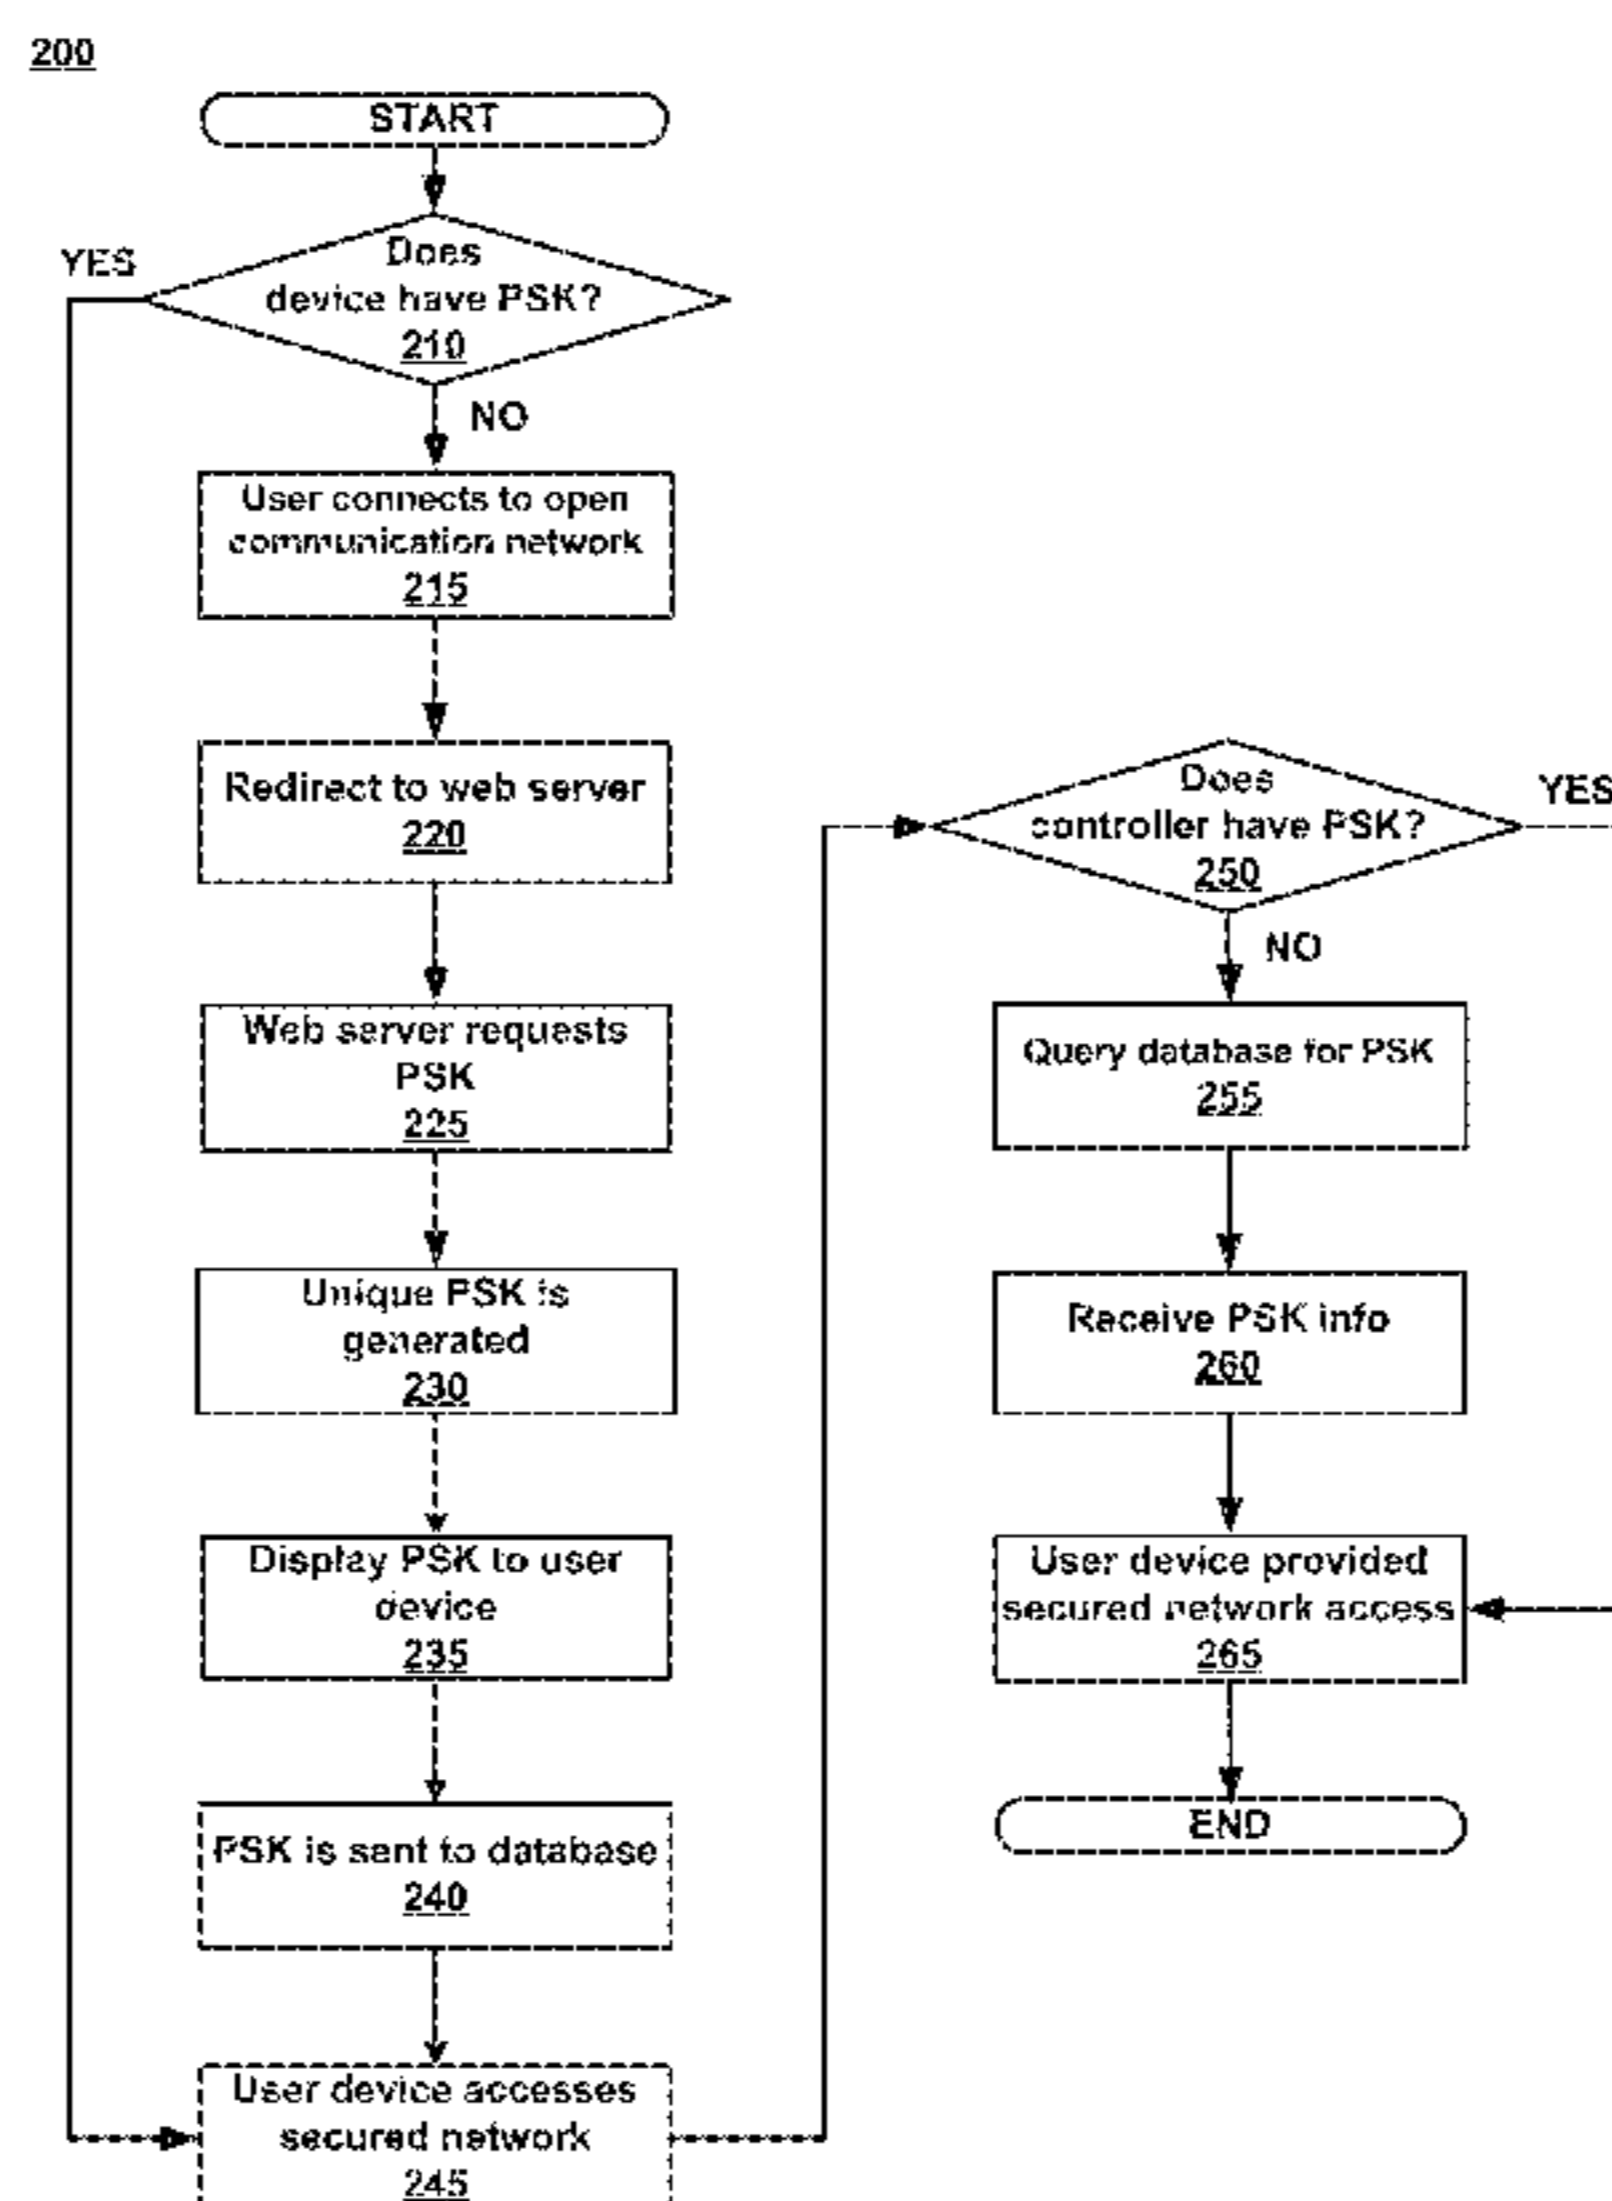 200
START
YES
Does
device have PSK?
210
NO
User connects to open
communication network
215
Redirect to web server
220
Web server requests
PSK
225
Unique PSK is
generated
230
Display PSK to user
device
235
PSK is sent to database
240
User device accesses
secured network
245
Does
controller have PSK?
250
YES
NO
Query database for PSK
255
Receive PSK info
260
User device provided
secured network access
265
END